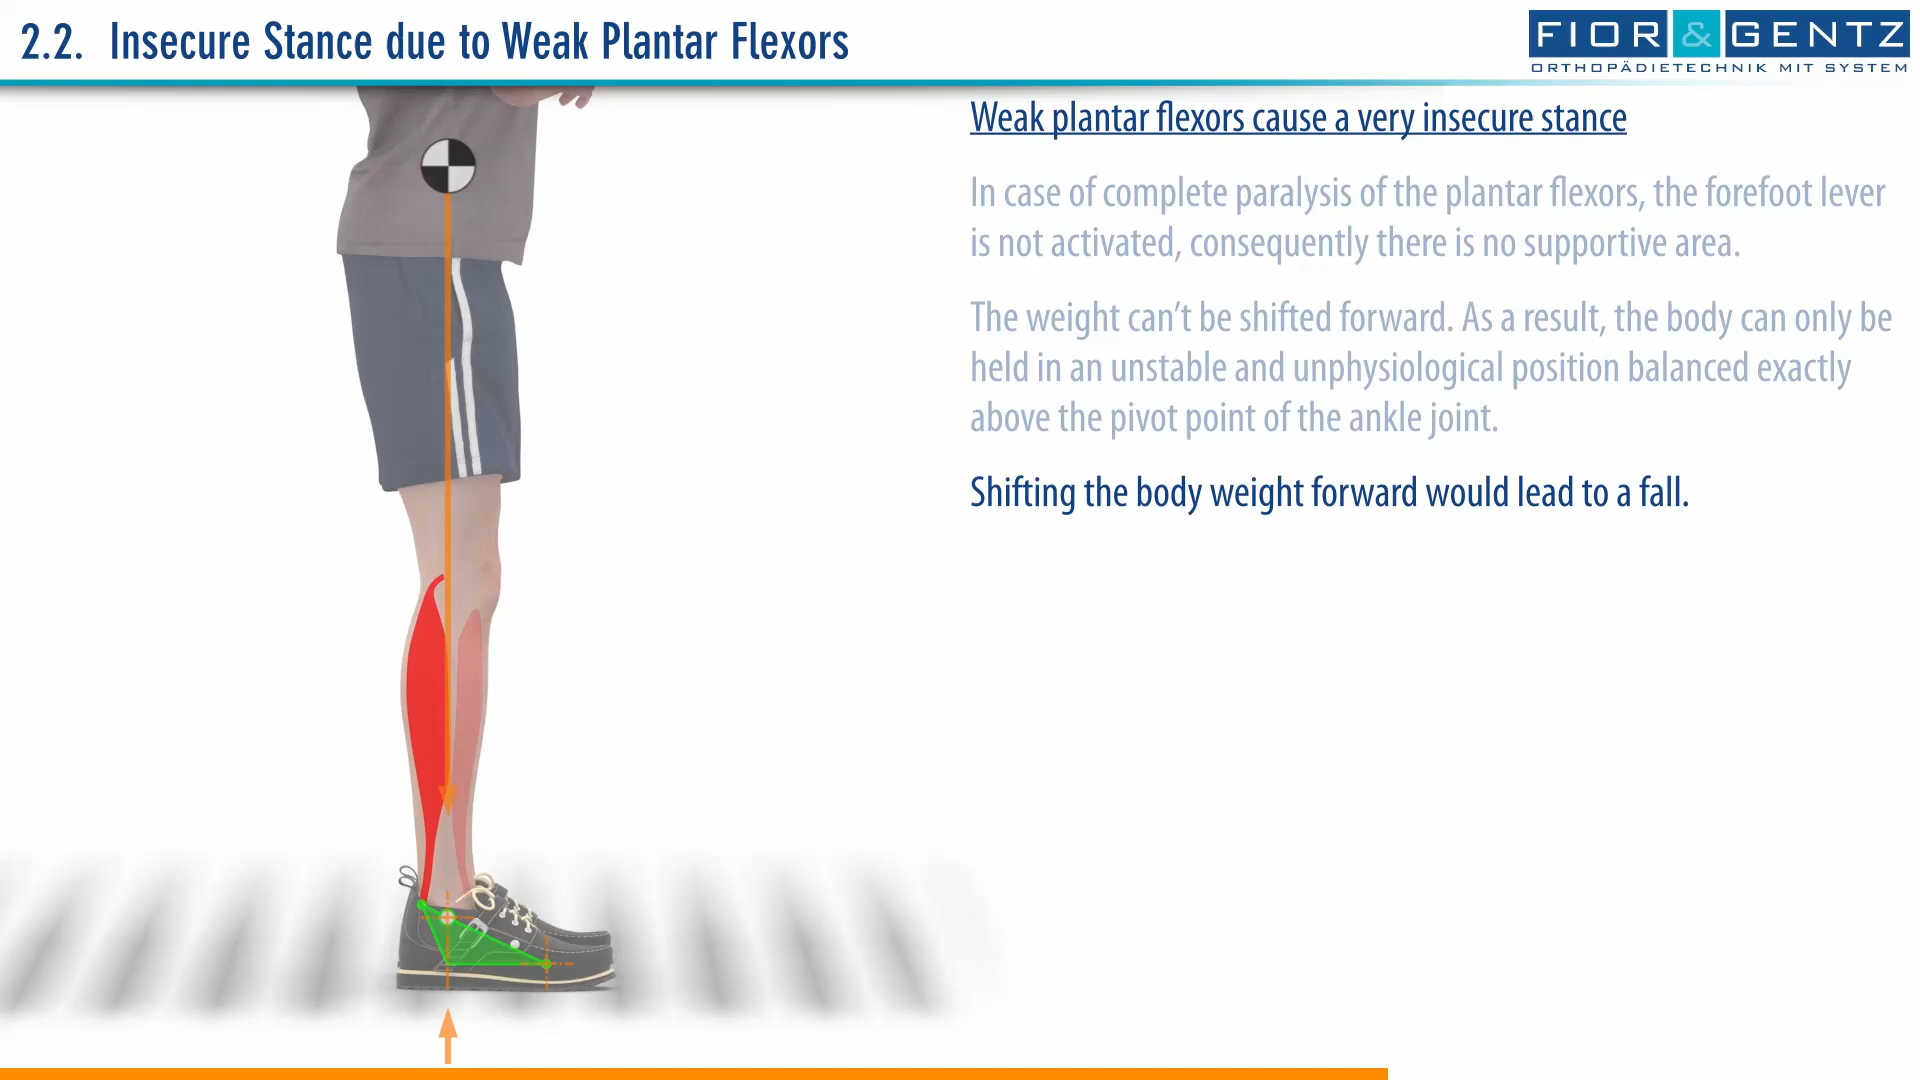 2.2. Insecure Stance due to Weak Plantar Flexors
FIOR & GENTZ
ORTHOPÄDIETECHNIK MIT SYSTEM
Weak plantar flexors cause a very insecure stance
In case of complete paralysis of the plantar flexors, the forefoot lever
is not activated, consequently there is no supportive area.
The weight can’t be shifted forward. As a result, the body can only be
held in an unstable and unphysiological position balanced exactly
above the pivot point of the ankle joint.
Shifting the body weight forward would lead to a fall.